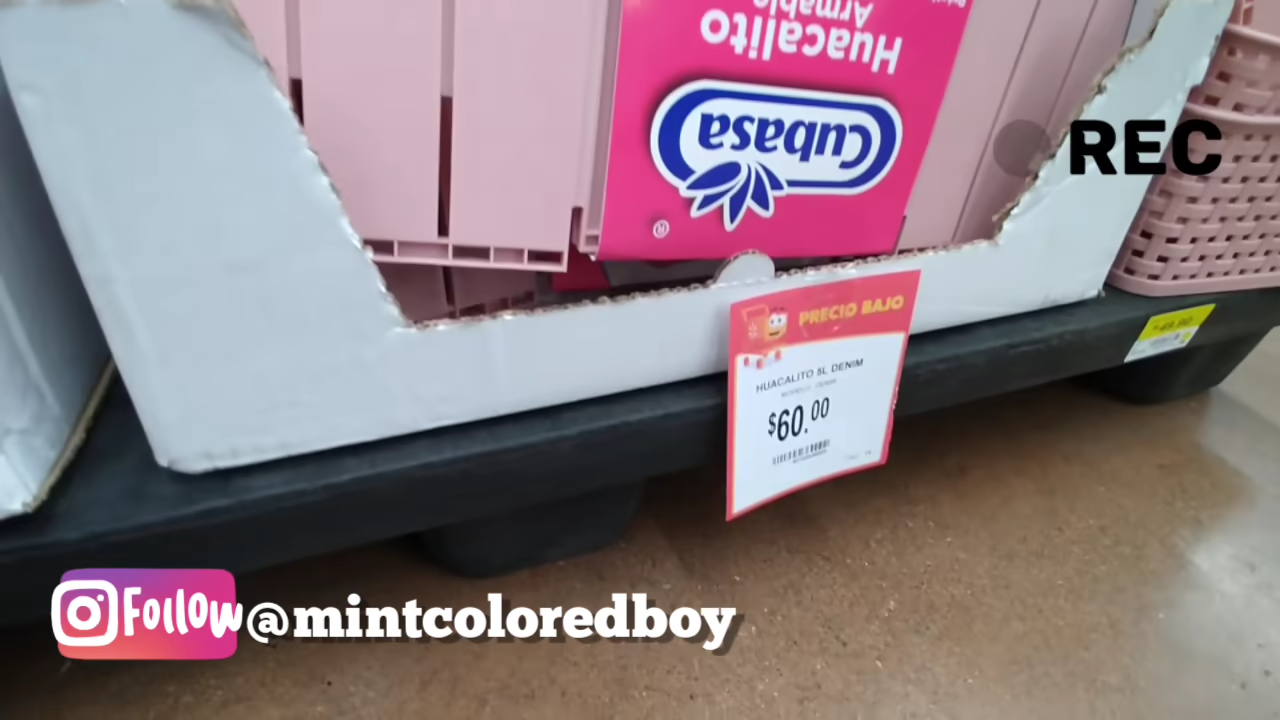 Armable
Huacalito
Cubasa
®
REC
PRECIO BAJO
HUACALITO 5L DENIM
$60.00
Follow @mintcoloredboy